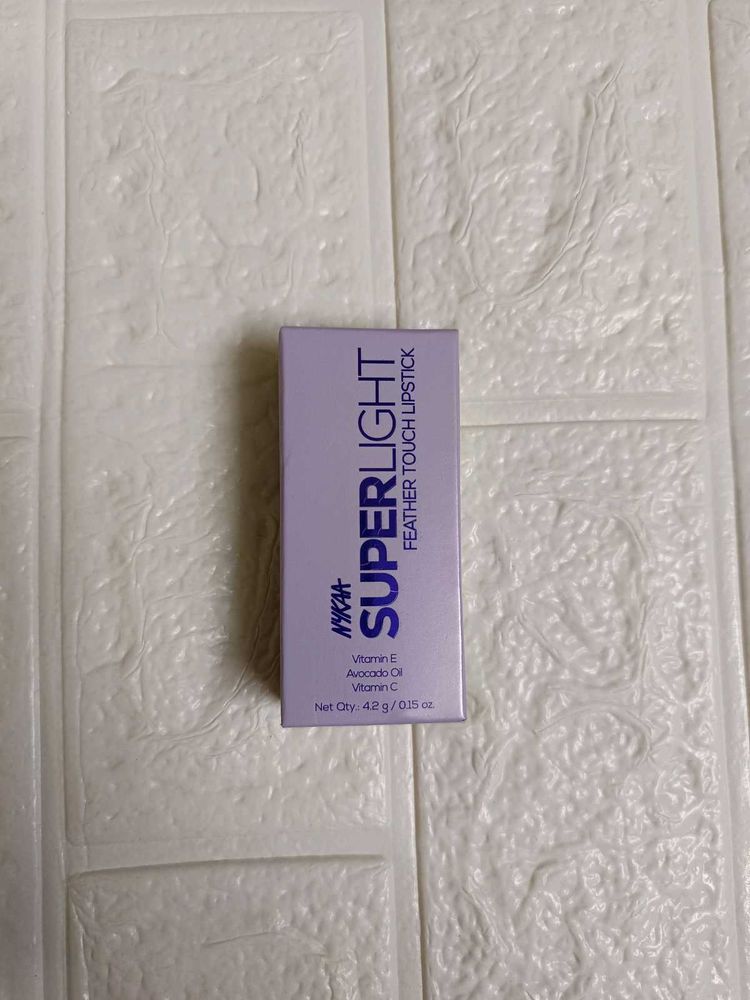 NYKAA
SUPERLIGHT
FEATHER TOUCH LIPSTICK
Vitamin E
Avocado Oil
Vitamin C
Net Qty.: 4.2 g / 0.15 oz.